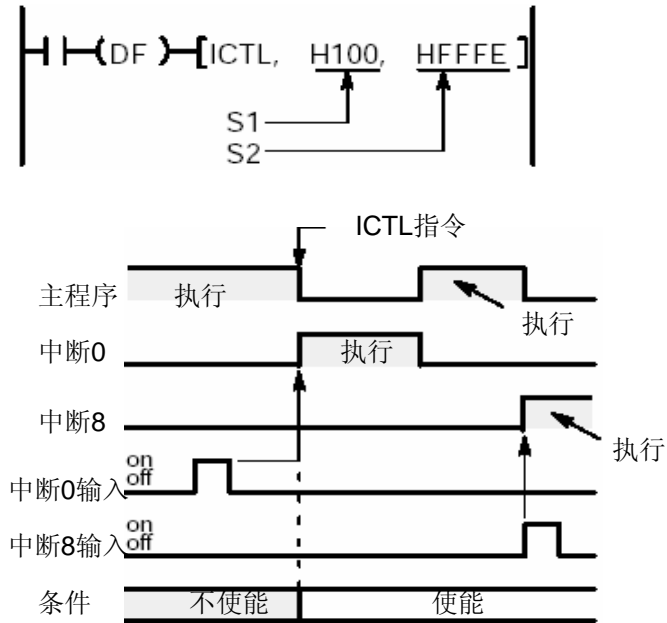 (DF) [ICTL, H100, HFFFE]
S1
S2
ICTL指令
主程序 执行
执行
中断0 执行
中断8
执行
中断0输入 on off
中断8输入 on off
条件 不使能 使能